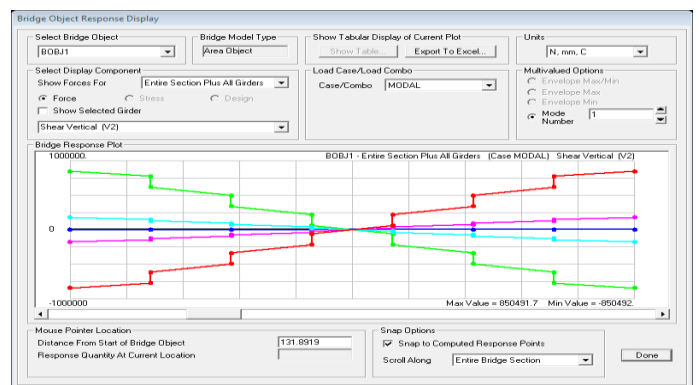 Bridge Object Response Display
Select Bridge Object
BOBJ1
Bridge Model Type
Area Object
Show Tabular Display of Current Plot
Show Table...
Export To Excel...
Units
N, mm, C
Select Display Component
Show Forces For
Entire Section Plus All Girders
Force
Stress
Design
Show Selected Girder
Shear Vertical (V2)
Load Case/Load Combo
Case/Combo
MODAL
Multivalued Options
Envelope Max/Min
Envelope Max
Envelope Min
Mode Number
1
Bridge Response Plot
1000000.
BOBJ1 - Entire Section Plus All Girders (Case MODAL) Shear Vertical (V2)
0
-1000000
Max Value = 850491.7 Min Value = -850492.
Mouse Pointer Location
Distance From Start of Bridge Object
131.8919
Response Quantity At Current Location
Snap Options
Snap to Computed Response Points
Scroll Along
Entire Bridge Section
Done